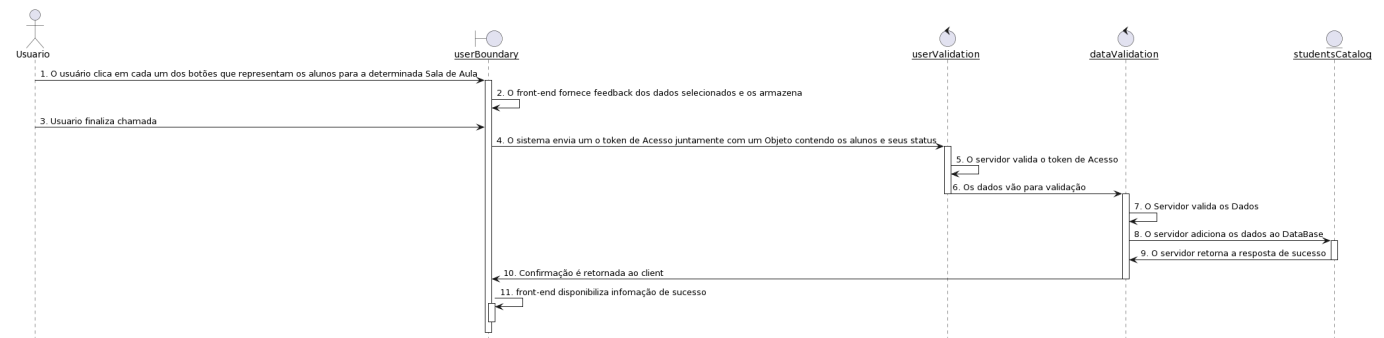 Usuario
userBoundary
userValidation
dataValidation
studentsCatalog
1. O usuário clica em cada um dos botões que representam os alunos para a determinada Sala de Aula
2. O front-end fornece feedback dos dados selecionados e os armazena
3. Usuario finaliza chamada
4. O sistema envia um o token de Acesso juntamente com um Objeto contendo os alunos e seus status
5. O servidor valida o token de Acesso
6. Os dados vão para validação
7. O Servidor valida os Dados
8. O servidor adiciona os dados ao DataBase
9. O servidor retorna a resposta de sucesso
10. Confirmação é retornada ao client
11. front-end disponibiliza infomação de sucesso